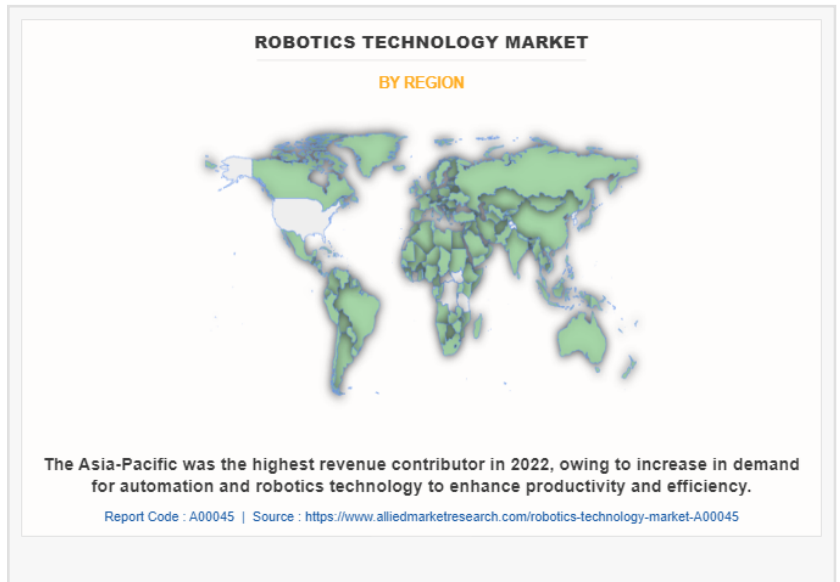 ROBOTICS TECHNOLOGY MARKET
BY REGION
The Asia-Pacific was the highest revenue contributor in 2022, owing to increase in demand
for automation and robotics technology to enhance productivity and efficiency.
Report Code : A00045 | Source : https://www.alliedmarketresearch.com/robotics-technology-market-A00045